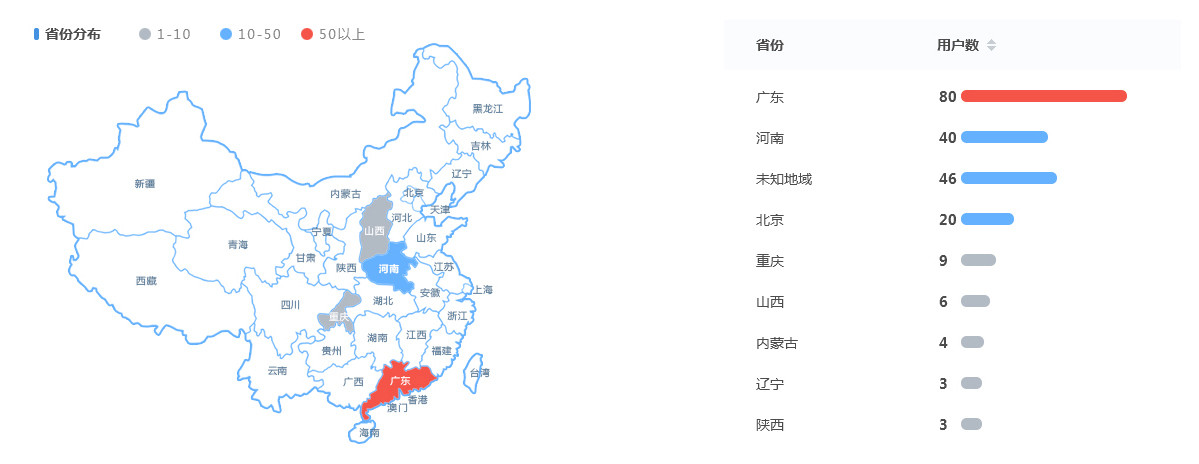 省份分布 1-10 10-50 50以上
省份 用户数
广东 80
河南 40
未知地域 46
北京 20
重庆 9
山西 6
内蒙古 4
辽宁 3
陕西 3
黑龙江
吉林
辽宁
新疆
内蒙古
北京
天津
河北
宁夏
山西
山东
青海
甘肃
陕西
河南
江苏
西藏
上海
安徽
四川
湖北
重庆
浙江
湖南
江西
贵州
福建
云南
广西
广东
台湾
香港
澳门
海南